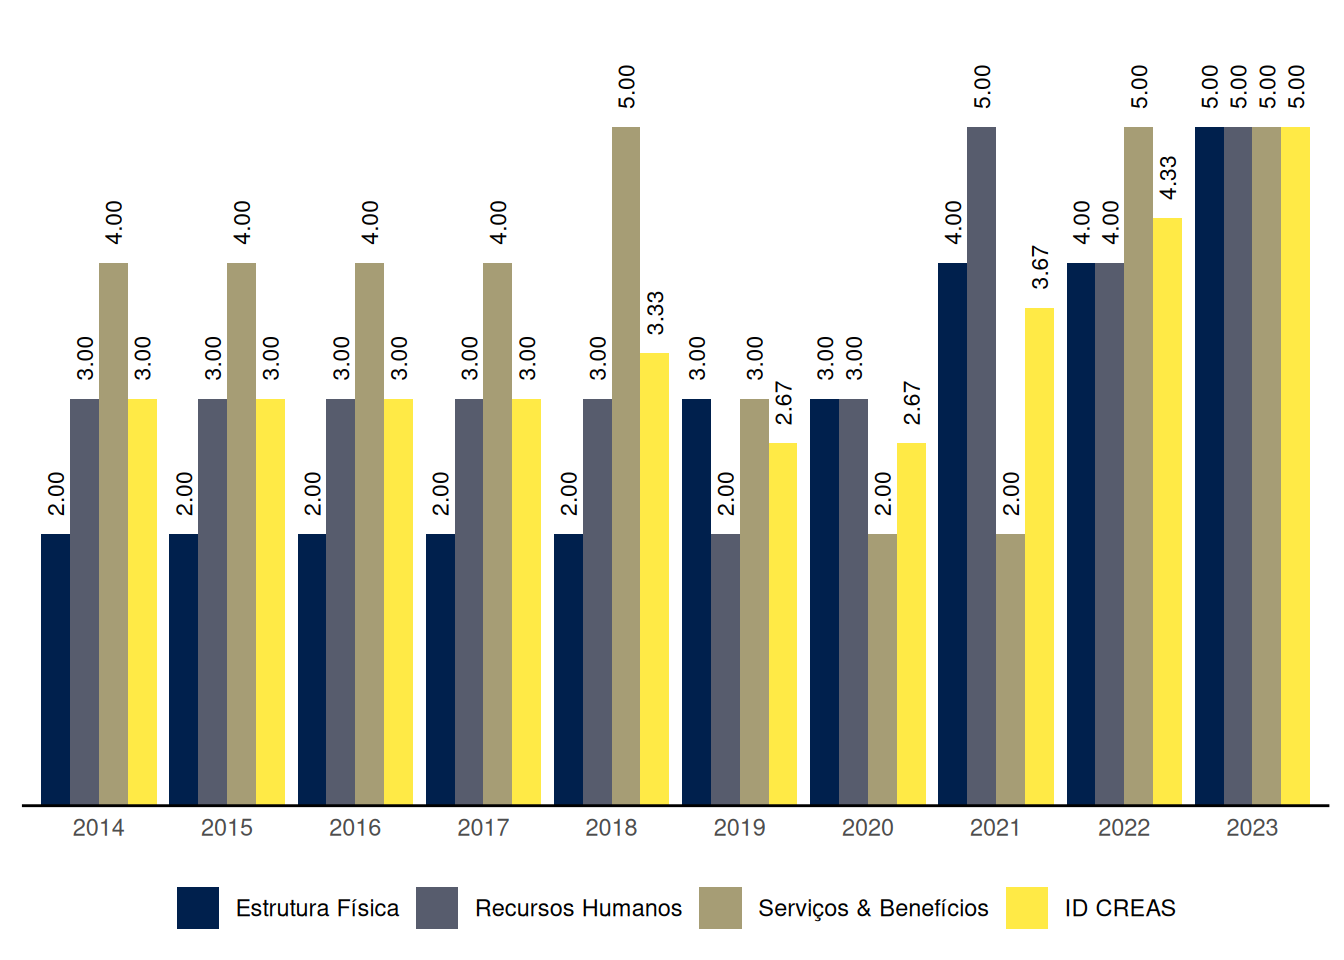 2.00 3.00 4.00 3.00 2.00 3.00 4.00 3.00 2.00 3.00 4.00 3.00 2.00 3.00 4.00 3.00 2.00 3.00 5.00 3.33 3.00 2.00 3.00 2.67 3.00 3.00 2.00 2.67 4.00 5.00 2.00 3.67 4.00 4.00 5.00 4.33 5.00 5.00 5.00 5.00
2014 2015 2016 2017 2018 2019 2020 2021 2022 2023
Estrutura Física Recursos Humanos Serviços & Benefícios ID CREAS